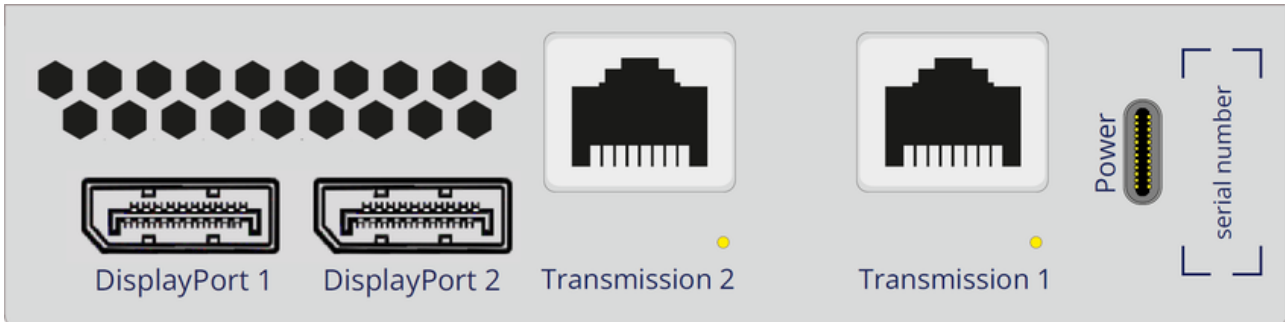 DisplayPort 1
DisplayPort 2
Transmission 2
Transmission 1
Power
serial number